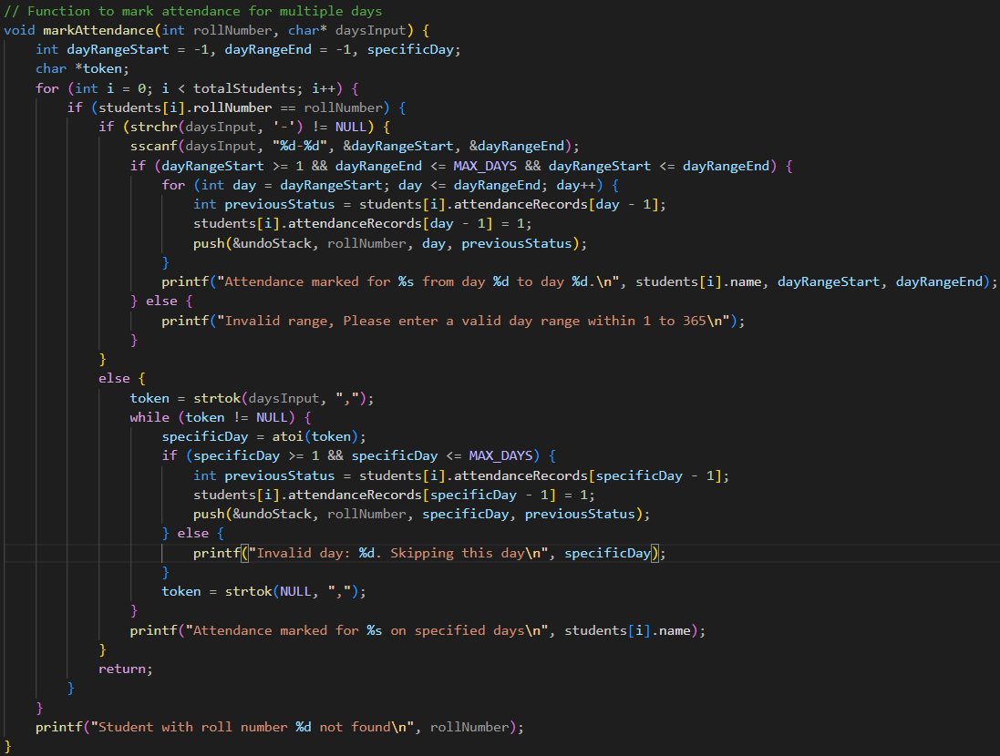 // Function to mark attendance for multiple days
void markAttendance(int rollNumber, char* daysInput) {
    int dayRangeStart = -1, dayRangeEnd = -1, specificDay;
    char *token;
    for (int i = 0; i < totalStudents; i++) {
        if (students[i].rollNumber == rollNumber) {
            if (strchr(daysInput, '-') != NULL) {
                sscanf(daysInput, "%d-%d", &dayRangeStart, &dayRangeEnd);
                if (dayRangeStart >= 1 && dayRangeEnd <= MAX_DAYS && dayRangeStart <= dayRangeEnd) {
                    for (int day = dayRangeStart; day <= dayRangeEnd; day++) {
                        int previousStatus = students[i].attendanceRecords[day - 1];
                        students[i].attendanceRecords[day - 1] = 1;
                        push(&undoStack, rollNumber, day, previousStatus);
                    }
                    printf("Attendance marked for %s from day %d to day %d.\n", students[i].name, dayRangeStart, dayRangeEnd);
                } else {
                    printf("Invalid range, Please enter a valid day range within 1 to 365\n");
                }
            }
            else {
                token = strtok(daysInput, ",");
                while (token != NULL) {
                    specificDay = atoi(token);
                    if (specificDay >= 1 && specificDay <= MAX_DAYS) {
                        int previousStatus = students[i].attendanceRecords[specificDay - 1];
                        students[i].attendanceRecords[specificDay - 1] = 1;
                        push(&undoStack, rollNumber, specificDay, previousStatus);
                    } else {
                        printf("Invalid day: %d. Skipping this day\n", specificDay);
                    }
                    token = strtok(NULL, ",");
                }
                printf("Attendance marked for %s on specified days\n", students[i].name);
            }
            return;
        }
    }
    printf("Student with roll number %d not found\n", rollNumber);
}